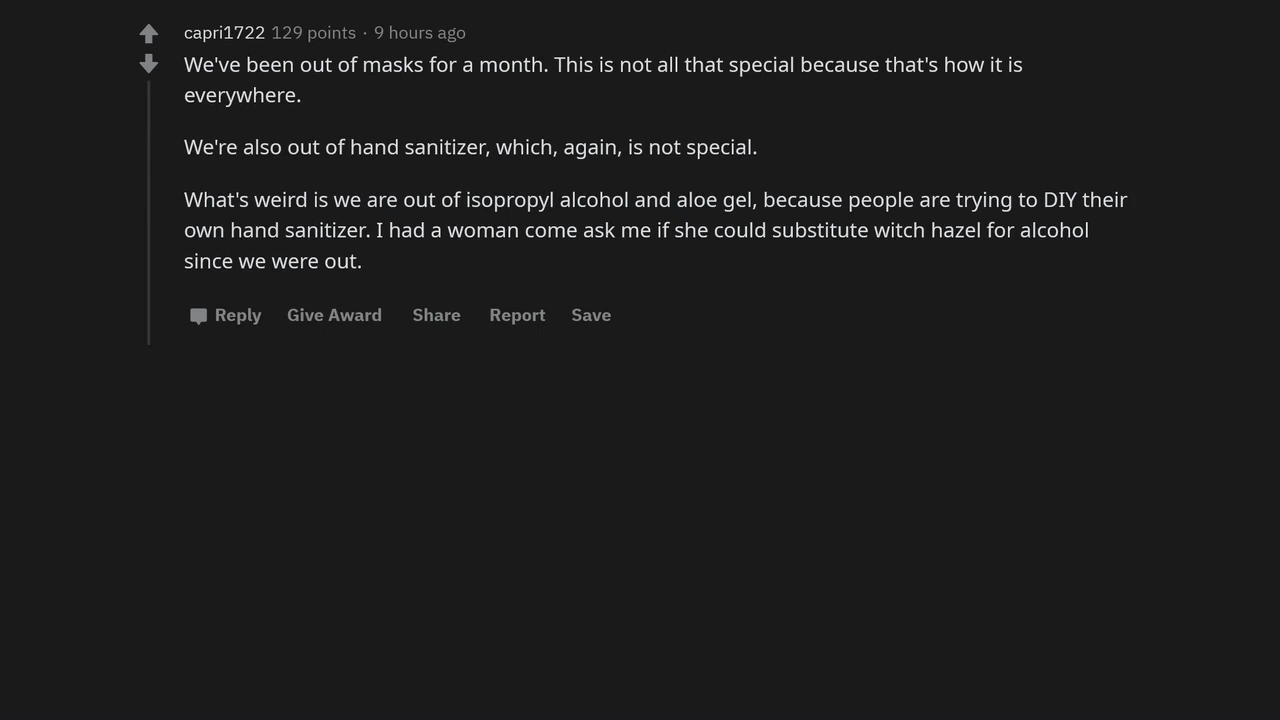 capri1722 129 points · 9 hours ago
We've been out of masks for a month. This is not all that special because that's how it is
everywhere.
We're also out of hand sanitizer, which, again, is not special.
What's weird is we are out of isopropyl alcohol and aloe gel, because people are trying to DIY their
own hand sanitizer. I had a woman come ask me if she could substitute witch hazel for alcohol
since we were out.
Reply Give Award Share Report Save